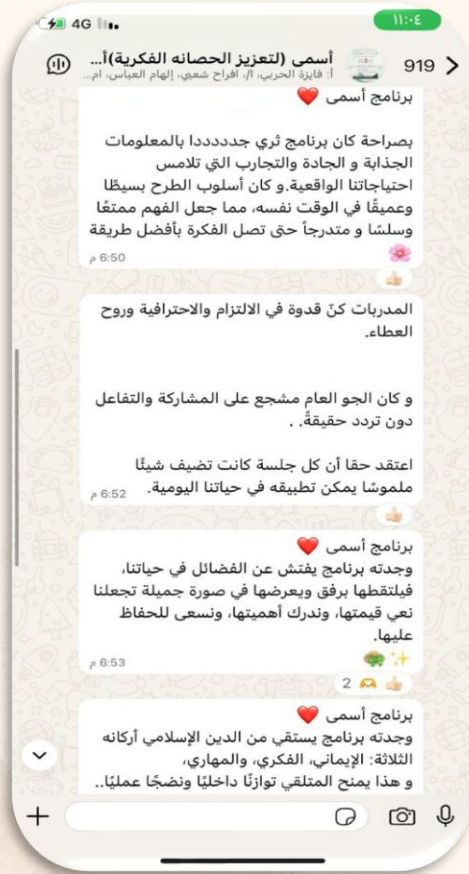 4G
١١:٠٤
أسمى (لتعزيز الحصانه الفكرية)أ...
919
أ: فايزة الحربي، /ا، افراح شعبي، إلهام العباس، ام...
برنامج أسمى ❤️
بصراحة كان برنامج ثري جدددددا بالمعلومات
الجذابة و الجادة والتجارب التي تلامس
احتياجاتنا الواقعية.و كان أسلوب الطرح بسيطًا
وعميقًا في الوقت نفسه، مما جعل الفهم ممتعًا
وسلسًا و متدرجاً حتى تصل الفكرة بأفضل طريقة
🌸
6:50 م
المدربات كنّ قدوة في الالتزام والاحترافية وروح
العطاء.
و كان الجو العام مشجع على المشاركة والتفاعل
دون تردد حقيقةً. .
اعتقد حقا أن كل جلسة كانت تضيف شيئًا
ملموسًا يمكن تطبيقه في حياتنا اليومية.
6:52 م
برنامج أسمى ❤️
وجدته برنامج يفتش عن الفضائل في حياتنا،
فيلتقطها برفق ويعرضها في صورة جميلة تجعلنا
نعي قيمتها، وندرك أهميتها، ونسعى للحفاظ
عليها.
6:53 م
2
برنامج أسمى ❤️
وجدته برنامج يستقي من الدين الإسلامي أركانه
الثلاثة: الإيماني، الفكري، والمهاري،
و هذا يمنح المتلقي توازنًا داخليًا ونضجًا عمليًا..